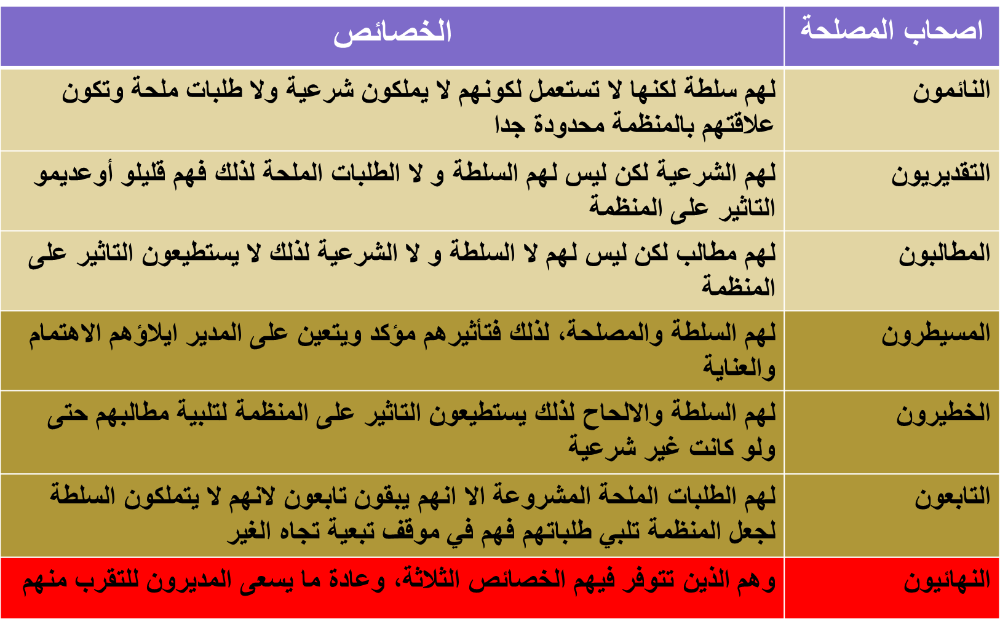 اصحاب المصلحة
الخصائص
النائمون
لهم سلطة لكنها لا تستعمل لكونهم لا يملكون شرعية ولا طلبات ملحة وتكون
علاقتهم بالمنظمة محدودة جدا
التقديريون
لهم الشرعية لكن ليس لهم السلطة و لا الطلبات الملحة لذلك فهم قليلو أوعديمو
التاثير على المنظمة
المطالبون
لهم مطالب لكن ليس لهم لا السلطة و لا الشرعية لذلك لا يستطيعون التاثير على
المنظمة
المسيطرون
لهم السلطة والمصلحة، لذلك فتأثيرهم مؤكد ويتعين على المدير ايلاؤهم الاهتمام
والعناية
الخطيرون
لهم السلطة والالحاح لذلك يستطيعون التاثير على المنظمة لتلبية مطالبهم حتى
ولو كانت غير شرعية
التابعون
لهم الطلبات الملحة المشروعة الا انهم يبقون تابعون لانهم لا يتملكون السلطة
لجعل المنظمة تلبي طلباتهم فهم في موقف تبعية تجاه الغير
النهائيون
وهم الذين تتوفر فيهم الخصائص الثلاثة، وعادة ما يسعى المديرون للتقرب منهم